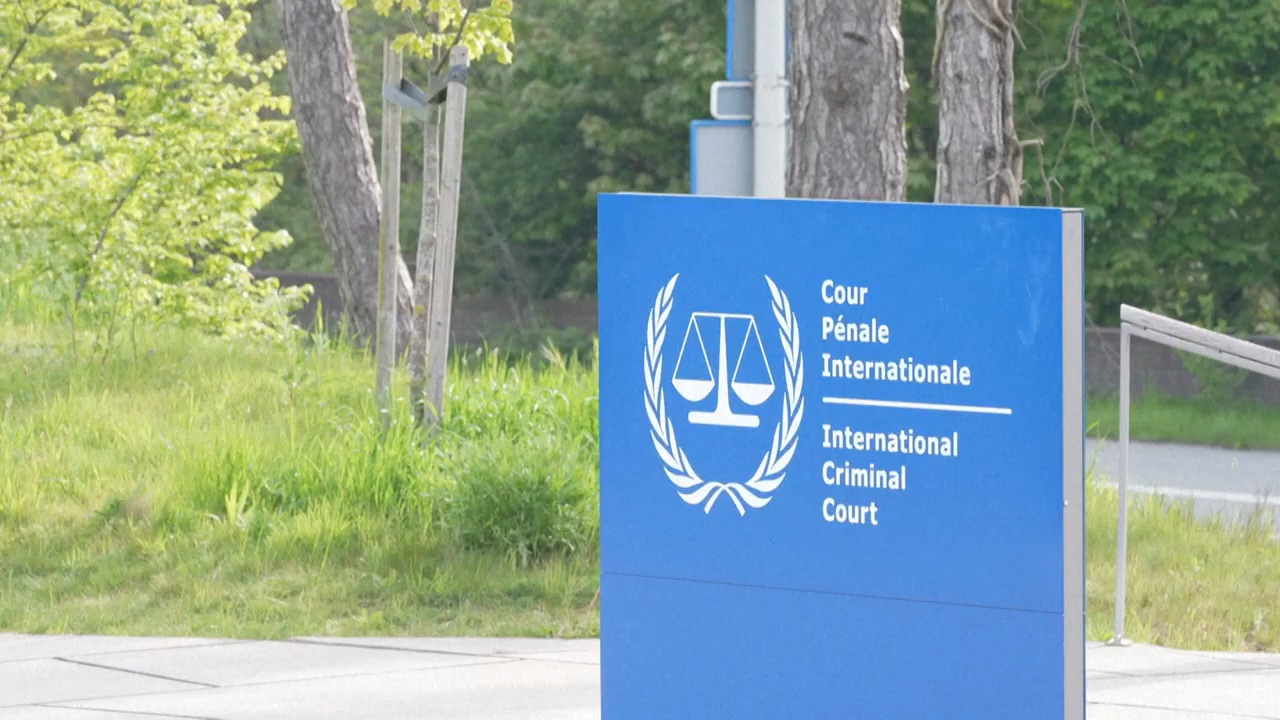 Cour
Pénale
Internationale
International
Criminal
Court